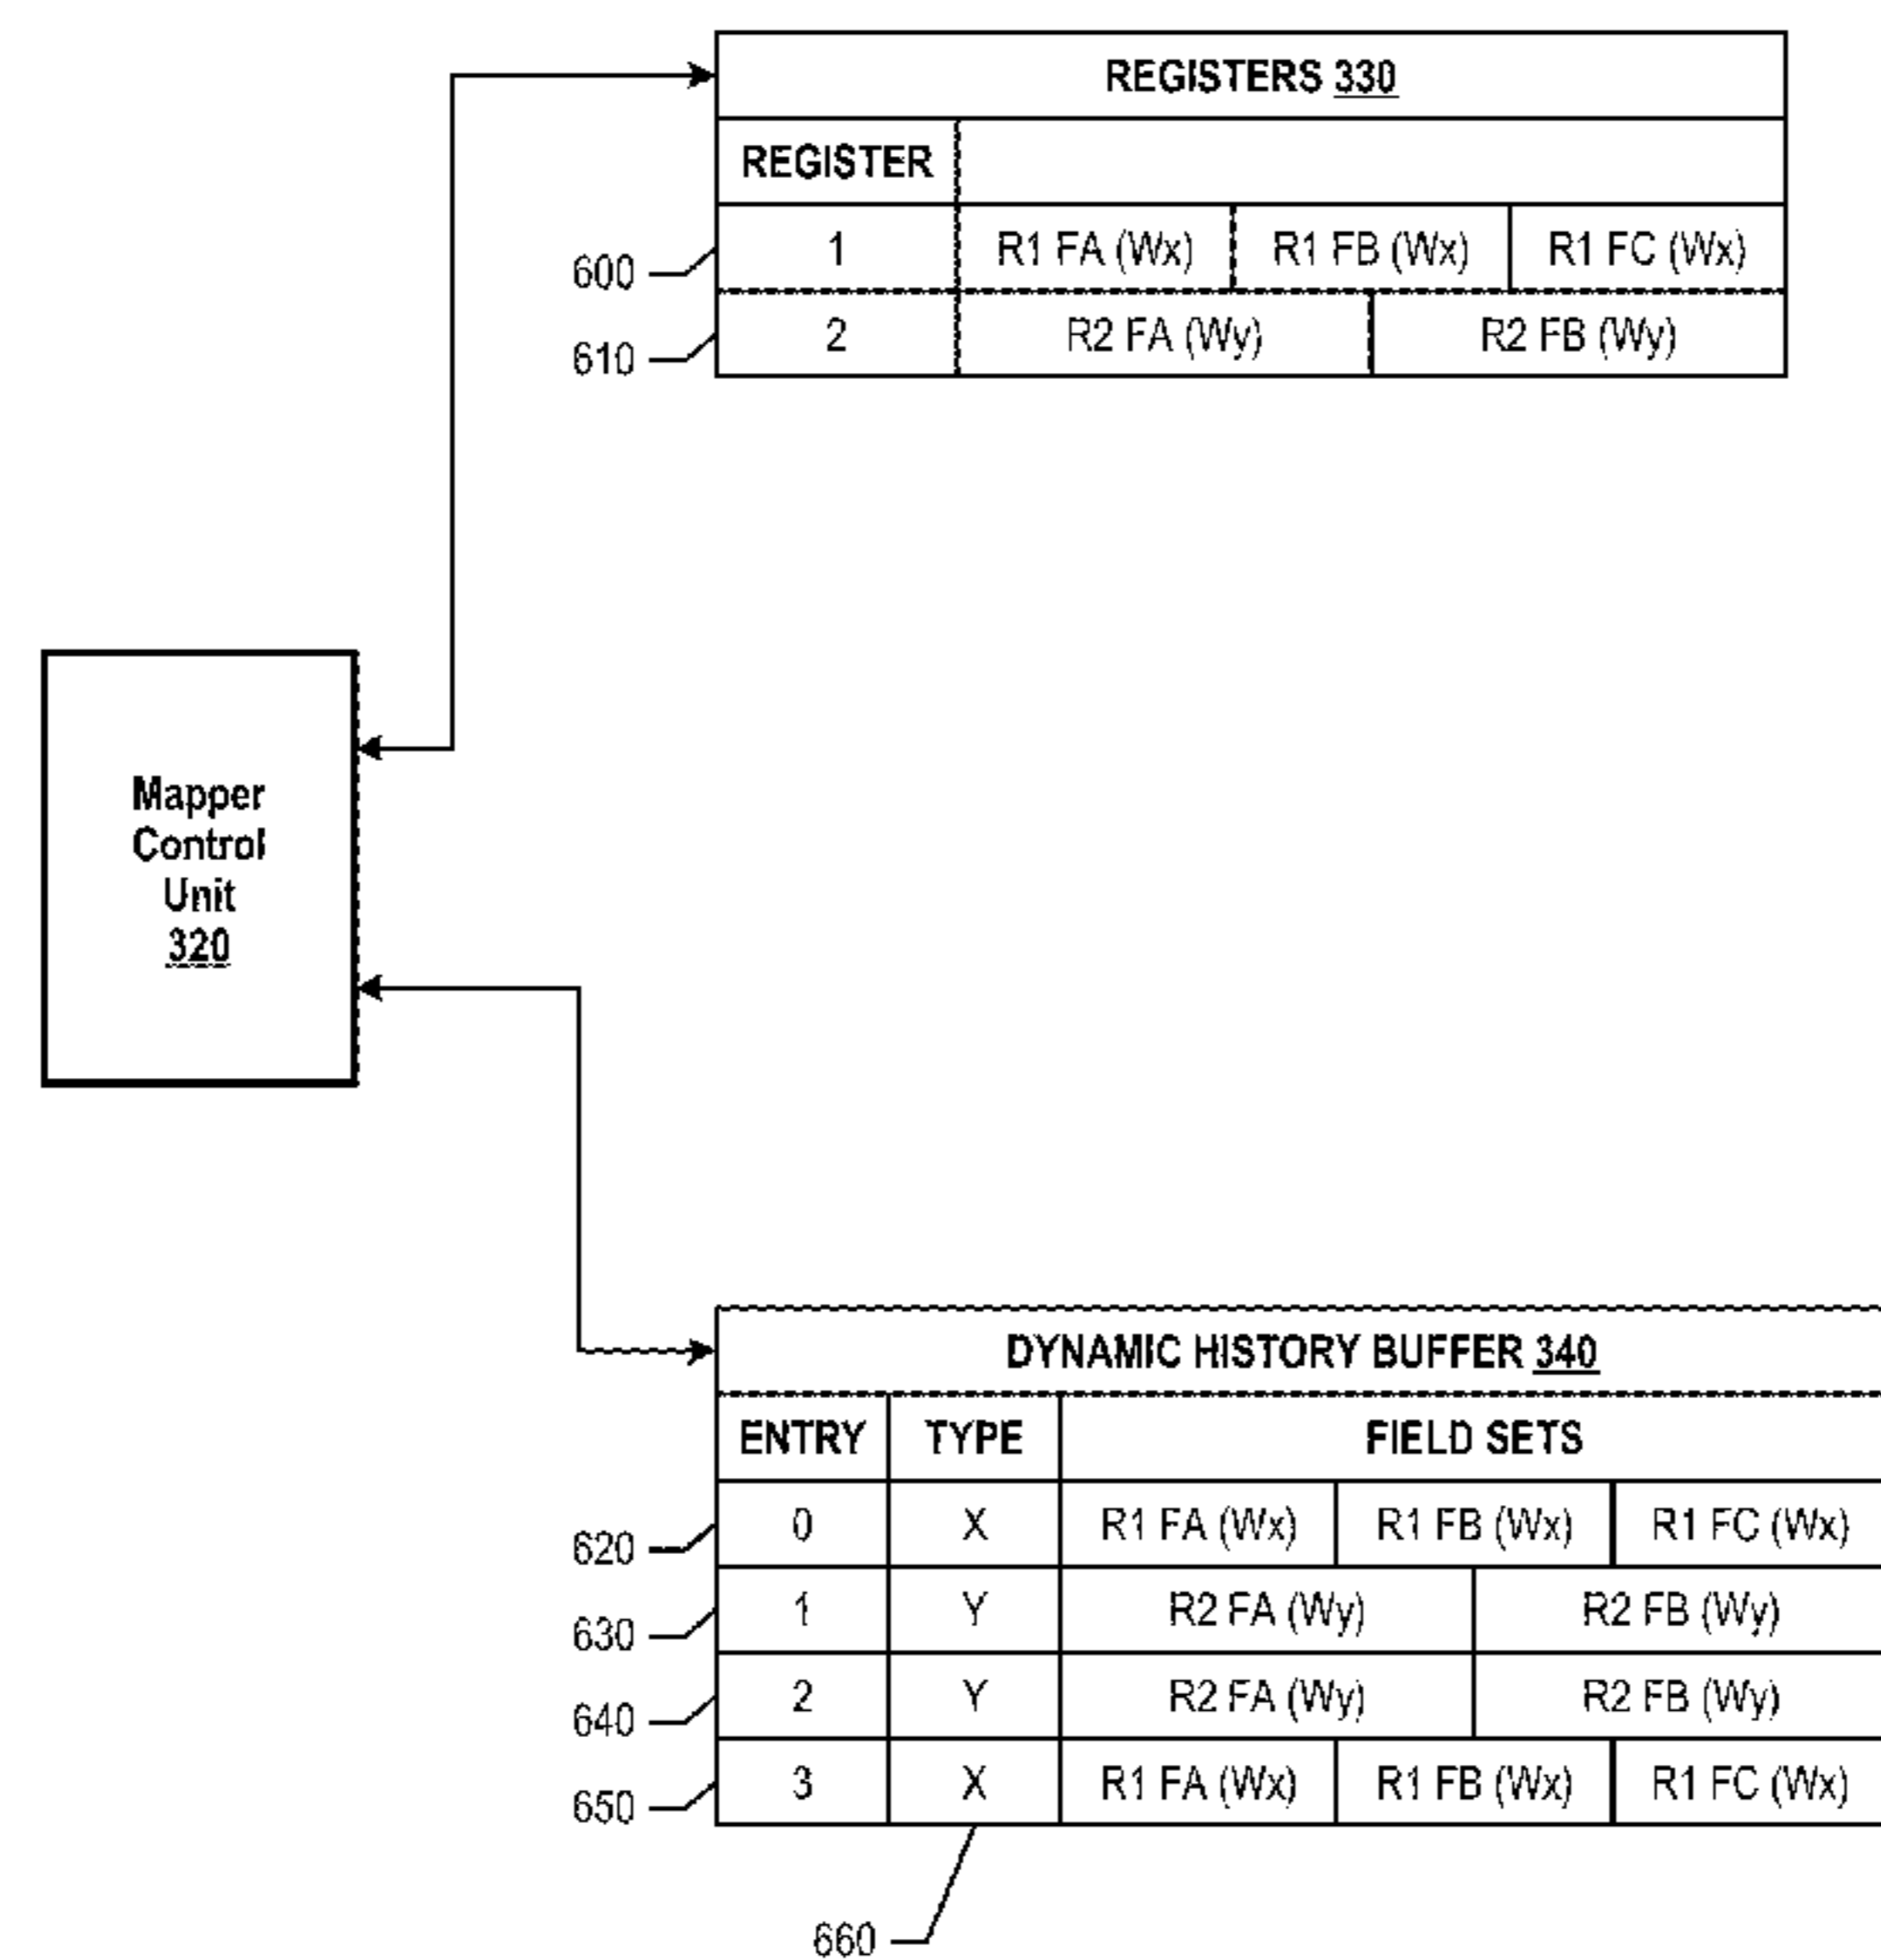 REGISTERS 330
REGISTER
600 1 R1 FA (Wx) R1 FB (Wx) R1 FC (Wx)
610 2 R2 FA (Wy) R2 FB (Wy)
Mapper
Control
Unit
320
DYNAMIC HISTORY BUFFER 340
ENTRY TYPE FIELD SETS
620 0 X R1 FA (Wx) R1 FB (Wx) R1 FC (Wx)
630 1 Y R2 FA (Wy) R2 FB (Wy)
640 2 Y R2 FA (Wy) R2 FB (Wy)
650 3 X R1 FA (Wx) R1 FB (Wx) R1 FC (Wx)
660